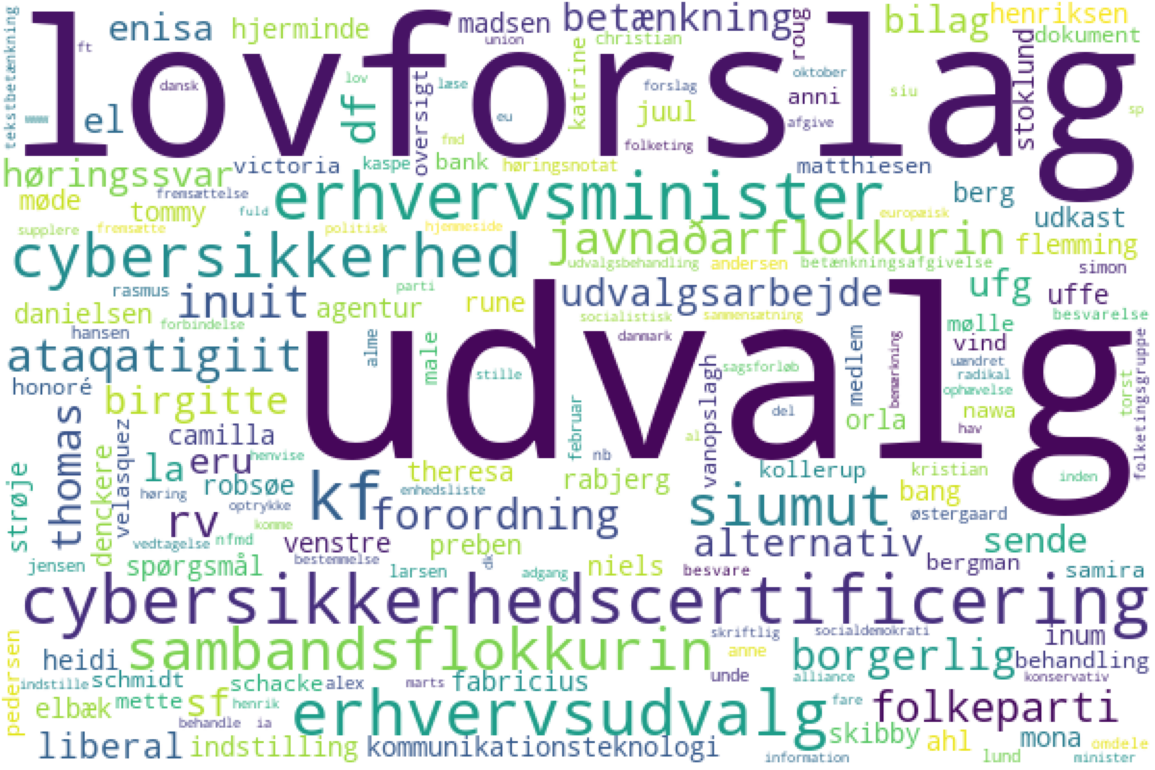 tekstbetænkning
ft
enisa
hjerminde
madsen
union
betænkning
christian
roug
bilag
henriksen
dokument
lovforslag
dansk
el
lov
df
oversigt
læse
eu
katrine
forslag
juul
oktober
anni
afgive
siu
stoklund
sp
fmd
folketing
høringssvar
victoria
kaspe
bank
høringsnotat
matthiesen
møde
fremsættelse
erhvervsminister
berg
tommy
fuld
europæisk
udkast
supplere
fremsætte
politisk
hjemmeside
javnaðarflokkurin
flemming
cybersikkerhed
udvalgsbehandling
andersen
betænkningsafgivelse
simon
rasmus
inuit
parti
agentur
rune
udvalgsarbejde
ufg
uffe
danielsen
forbindelse
socialistisk
sammensætning
besvarelse
hansen
mølle
ataqatigiit
alme
male
udvalg
danmark
medlem
bemærkning
vind
uændret
radikal
folketingsgruppe
honoré
stille
sagsforløb
vanopslagh
ophævelse
torst
birgitte
del
nawa
thomas
velasquez
camilla
februar
orla
hav
denckere
al
strøje
la
eru
henvise
theresa
nb
kollerup
kristian
inden
robsøe
høring
kf
enhedsliste
rabjerg
siumut
bang
optrykke
østergaard
rv
komme
forordning
vedtagelse
nfmd
venstre
preben
alternativ
sende
jensen
spørgsmål
bestemmelse
larsen
adgang
niels
besvare
bergman
samira
cybersikkerhedscertificering
pedersen
sambandsflokkurin
skriftlig
socialdemokrati
inum
anne
heidi
borgerlig
behandling
indstille
schmidt
schacke
alex
marts
fabricius
unde
alliance
konservativ
elbæk
mette
sf
henrik
erhvervsudvalg
fare
folkeparti
behandle
ia
skibby
liberal
indstilling
kommunikationsteknologi
ahl
mona
omdele
information
lund
minister